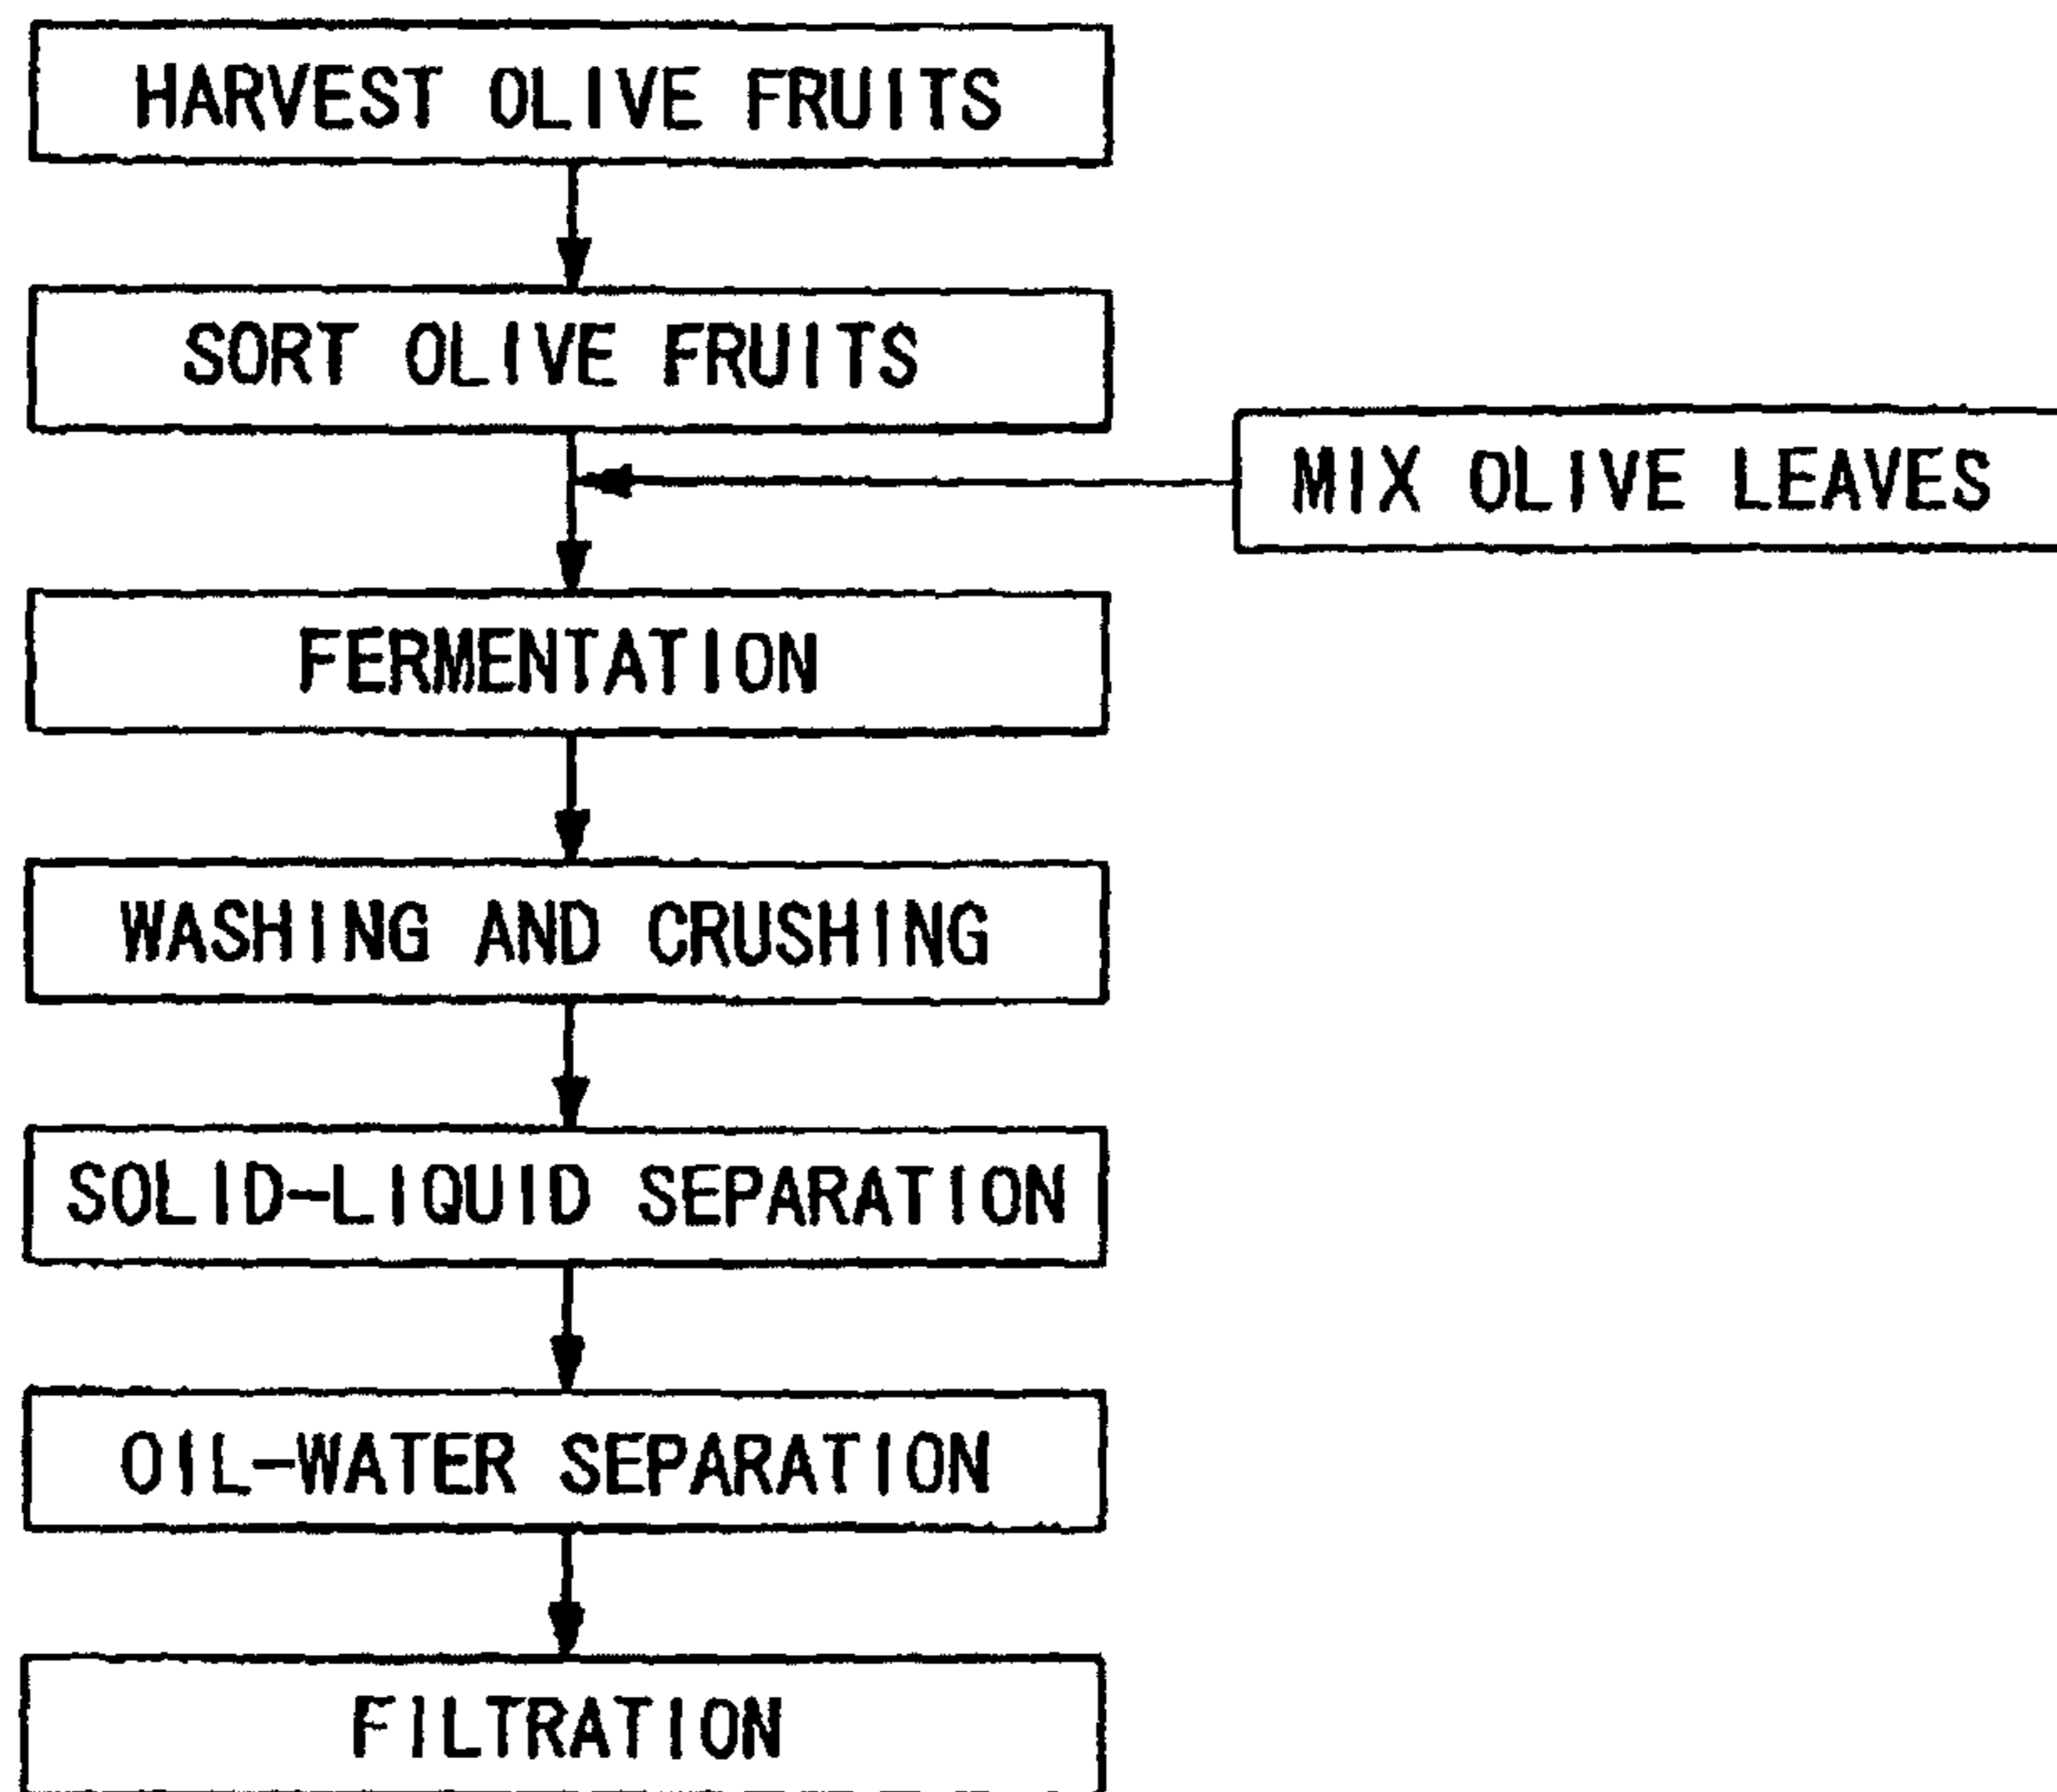 HARVEST OLIVE FRUITS
SORT OLIVE FRUITS
MIX OLIVE LEAVES
FERMENTATION
WASHING AND CRUSHING
SOLID-LIQUID SEPARATION
OIL-WATER SEPARATION
FILTRATION